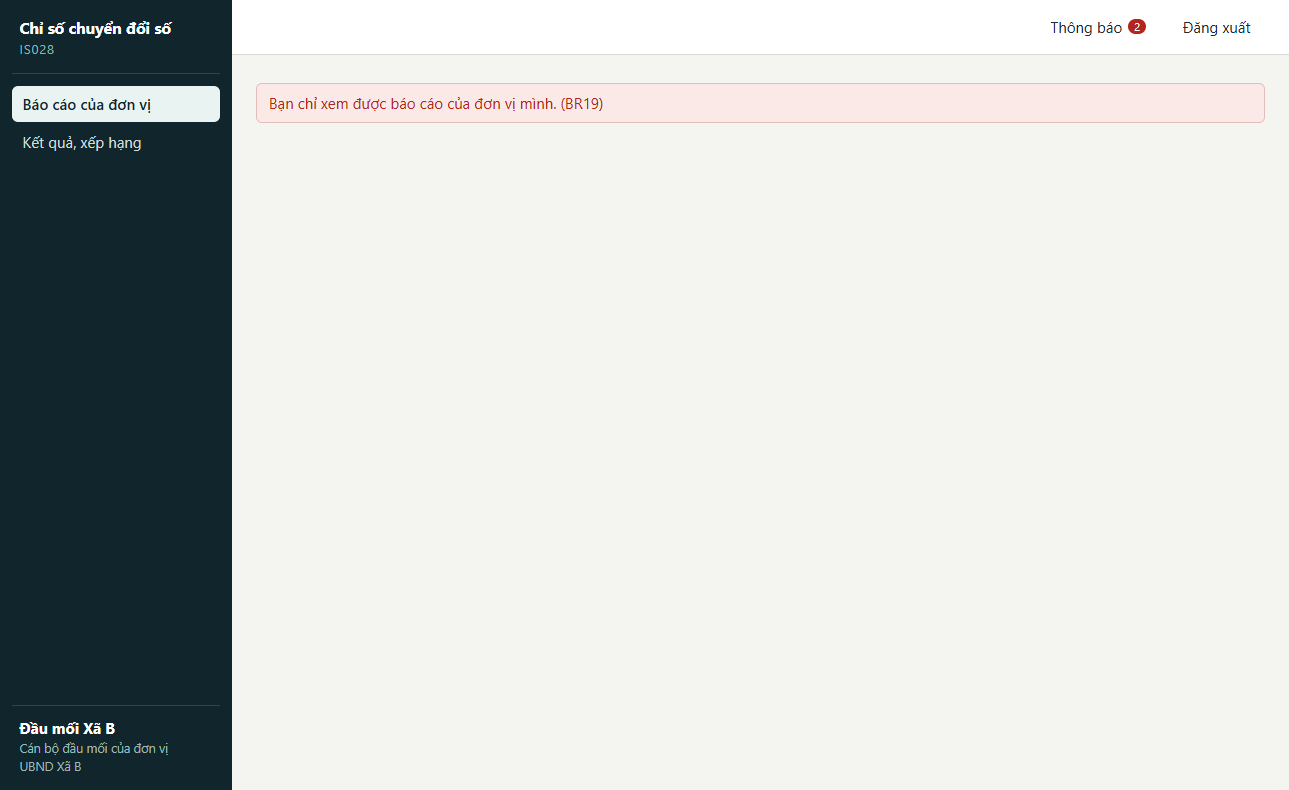 Chỉ số chuyển đổi số
IS028
Báo cáo của đơn vị
Kết quả, xếp hạng
Thông báo 2
Đăng xuất
Bạn chỉ xem được báo cáo của đơn vị mình. (BR19)
Đầu mối Xã B
Cán bộ đầu mối của đơn vị
UBND Xã B